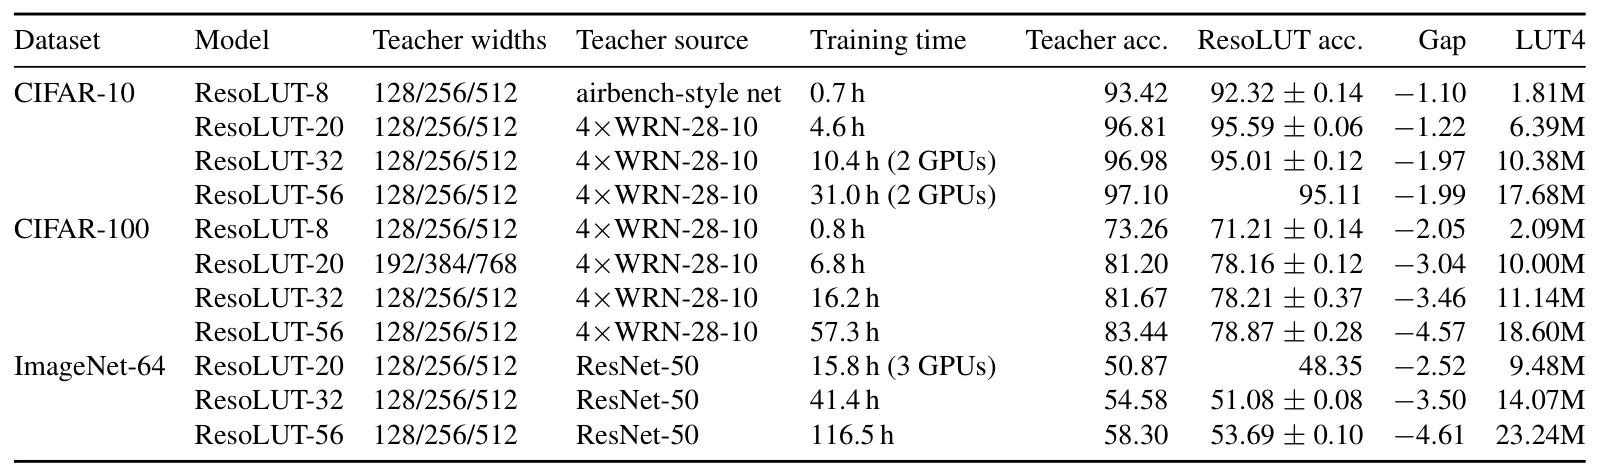 Dataset Model Teacher widths Teacher source Training time Teacher acc. ResoLUT acc. Gap LUT4
CIFAR-10 ResoLUT-8 128/256/512 airbench-style net 0.7 h 93.42 92.32 ± 0.14 −1.10 1.81M
ResoLUT-20 128/256/512 4×WRN-28-10 4.6 h 96.81 95.59 ± 0.06 −1.22 6.39M
ResoLUT-32 128/256/512 4×WRN-28-10 10.4 h (2 GPUs) 96.98 95.01 ± 0.12 −1.97 10.38M
ResoLUT-56 128/256/512 4×WRN-28-10 31.0 h (2 GPUs) 97.10 95.11 −1.99 17.68M
CIFAR-100 ResoLUT-8 128/256/512 4×WRN-28-10 0.8 h 73.26 71.21 ± 0.14 −2.05 2.09M
ResoLUT-20 192/384/768 4×WRN-28-10 6.8 h 81.20 78.16 ± 0.12 −3.04 10.00M
ResoLUT-32 128/256/512 4×WRN-28-10 16.2 h 81.67 78.21 ± 0.37 −3.46 11.14M
ResoLUT-56 128/256/512 4×WRN-28-10 57.3 h 83.44 78.87 ± 0.28 −4.57 18.60M
ImageNet-64 ResoLUT-20 128/256/512 ResNet-50 15.8 h (3 GPUs) 50.87 48.35 −2.52 9.48M
ResoLUT-32 128/256/512 ResNet-50 41.4 h 54.58 51.08 ± 0.08 −3.50 14.07M
ResoLUT-56 128/256/512 ResNet-50 116.5 h 58.30 53.69 ± 0.10 −4.61 23.24M